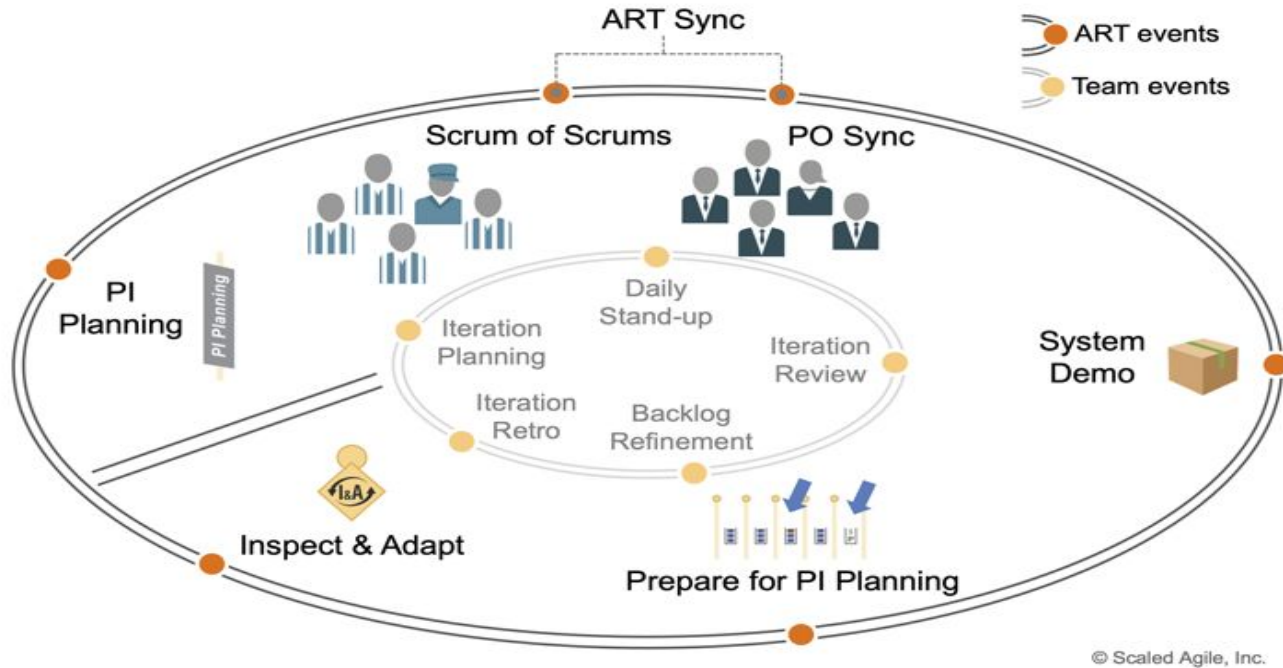 ART Sync
ART events
Team events
Scrum of Scrums
PO Sync
PI
Planning
PI Planning
Daily
Stand-up
Iteration
Planning
Iteration
Review
System
Demo
Iteration
Retro
Backlog
Refinement
I&A
Inspect & Adapt
Prepare for PI Planning
© Scaled Agile, Inc.